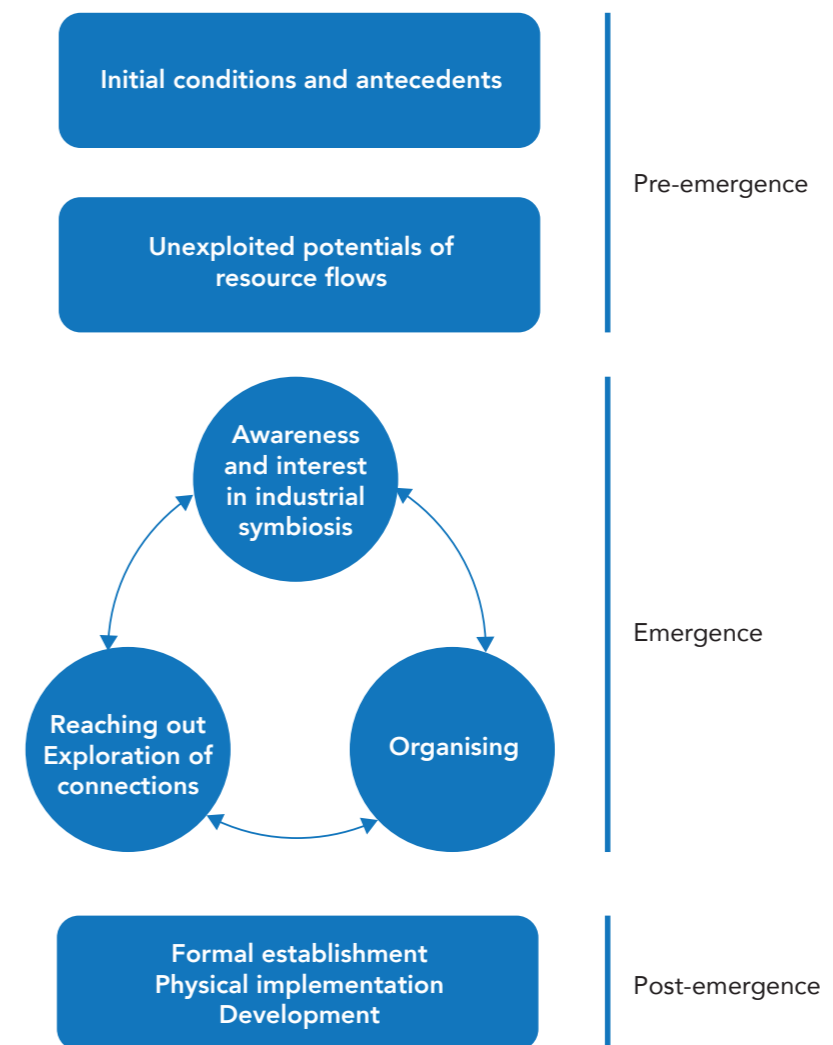 Initial conditions and antecedents
Pre-emergence
Unexploited potentials of
resource flows
Awareness
and interest
in industrial
symbiosis
Emergence
Reaching out
Exploration of
connections
Organising
Formal establishment
Physical implementation
Development
Post-emergence